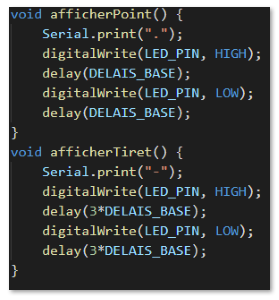 void afficherPoint() {
    Serial.print(".");
    digitalWrite(LED_PIN, HIGH);
    delay(DELAIS_BASE);
    digitalWrite(LED_PIN, LOW);
    delay(DELAIS_BASE);
}
void afficherTiret() {
    Serial.print("-");
    digitalWrite(LED_PIN, HIGH);
    delay(3*DELAIS_BASE);
    digitalWrite(LED_PIN, LOW);
    delay(3*DELAIS_BASE);
}